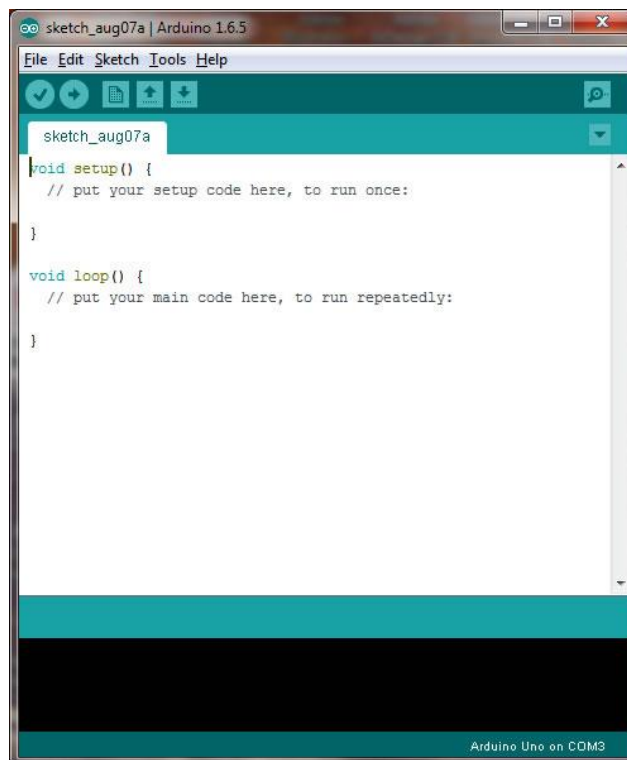 sketch_aug07a | Arduino 1.6.5
File Edit Sketch Tools Help
sketch_aug07a
void setup() {
  // put your setup code here, to run once:
}
void loop() {
  // put your main code here, to run repeatedly:
}
Arduino Uno on COM3